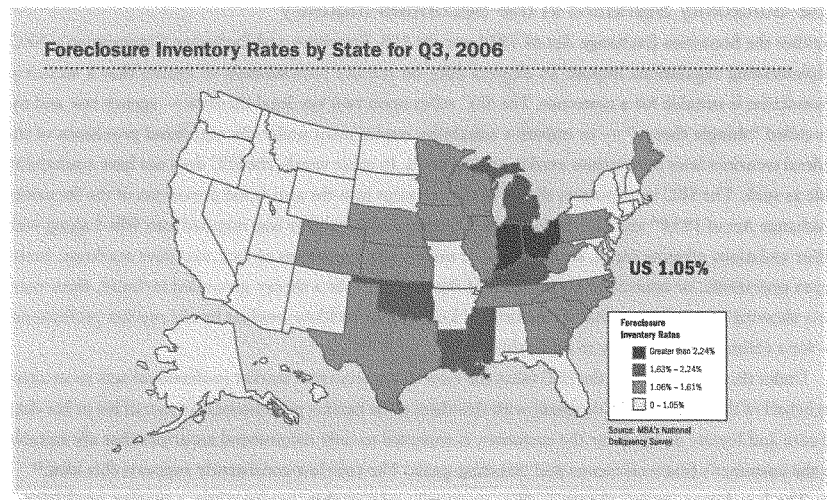 Foreclosure Inventory Rates by State for Q3, 2006
US 1.05%
Foreclosure
Inventory Rates
Greater than 2.24%
1.63% – 2.24%
1.06% – 1.61%
0 – 1.05%
Source: MBA's National
Deliquency Survey